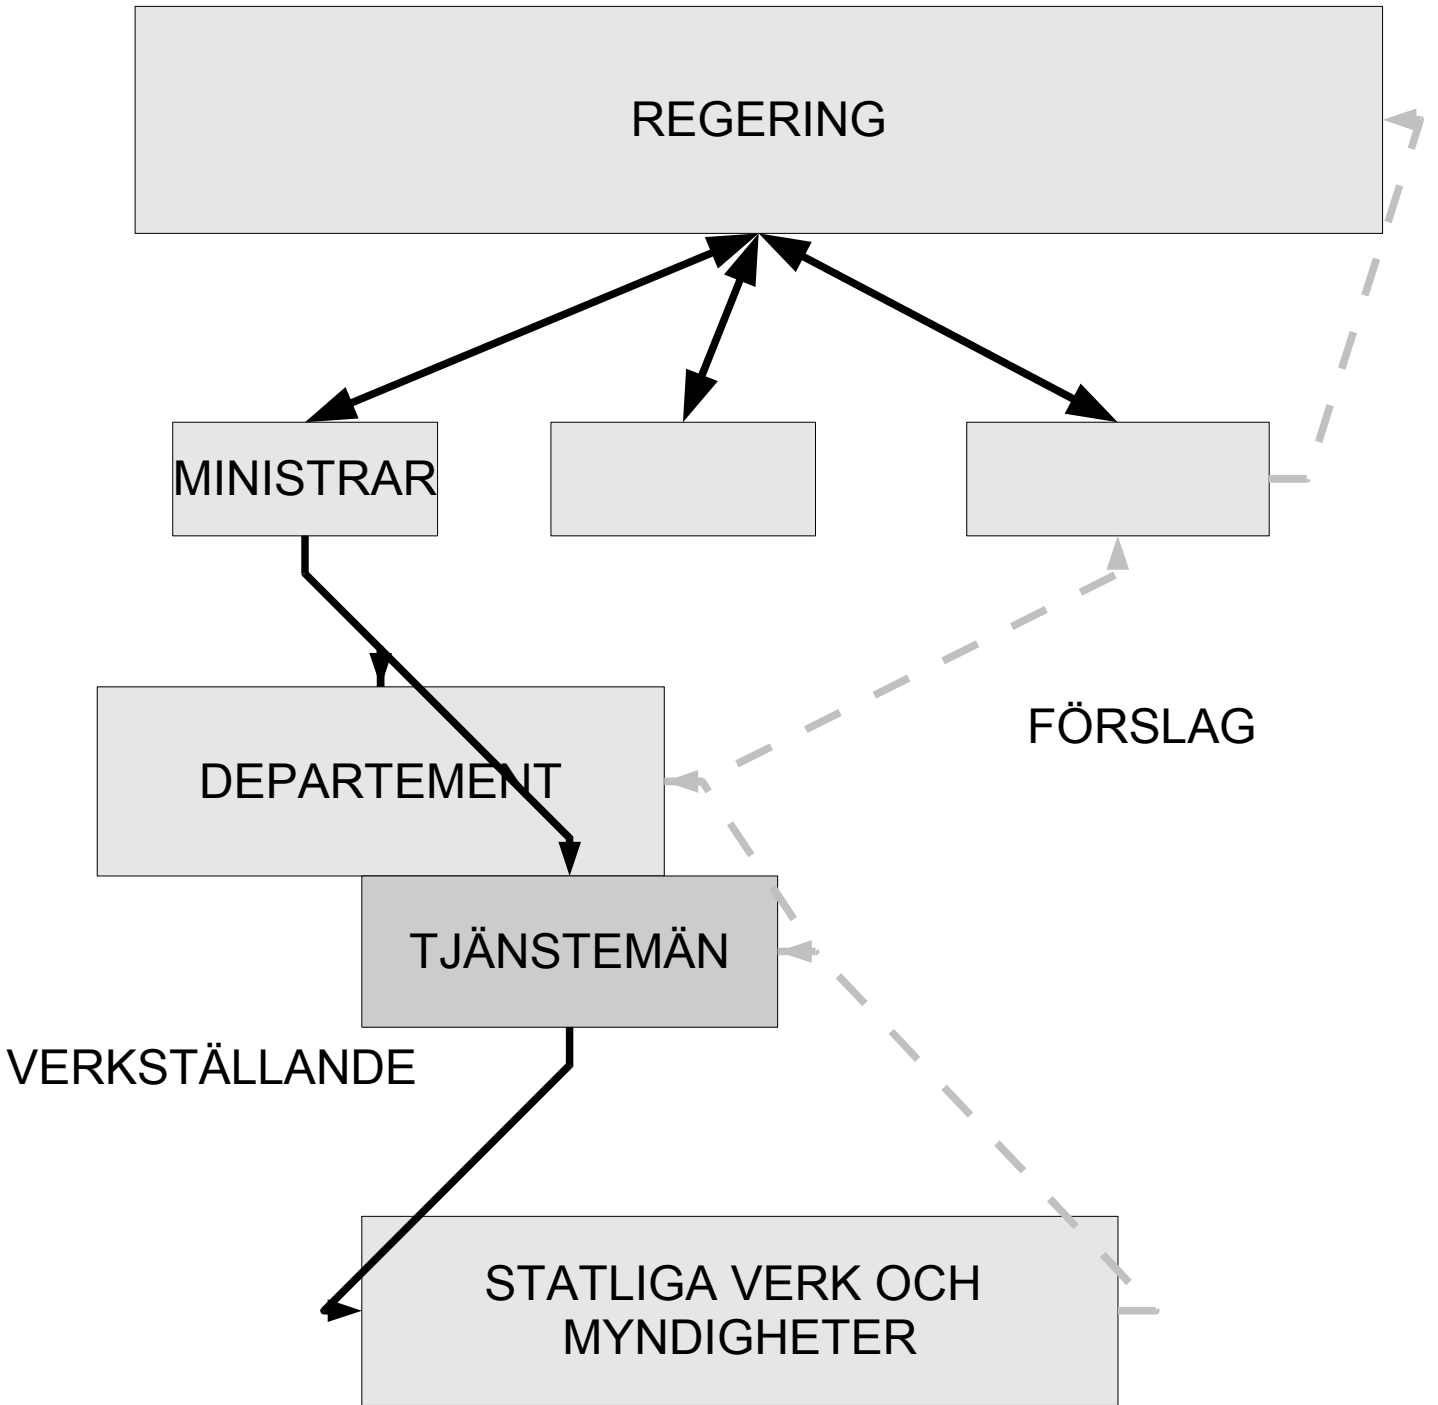 REGERING
MINISTRAR
FÖRSLAG
DEPARTEMENT
TJÄNSTEMÄN
VERKSTÄLLANDE
STATLIGA VERK OCH
MYNDIGHETER